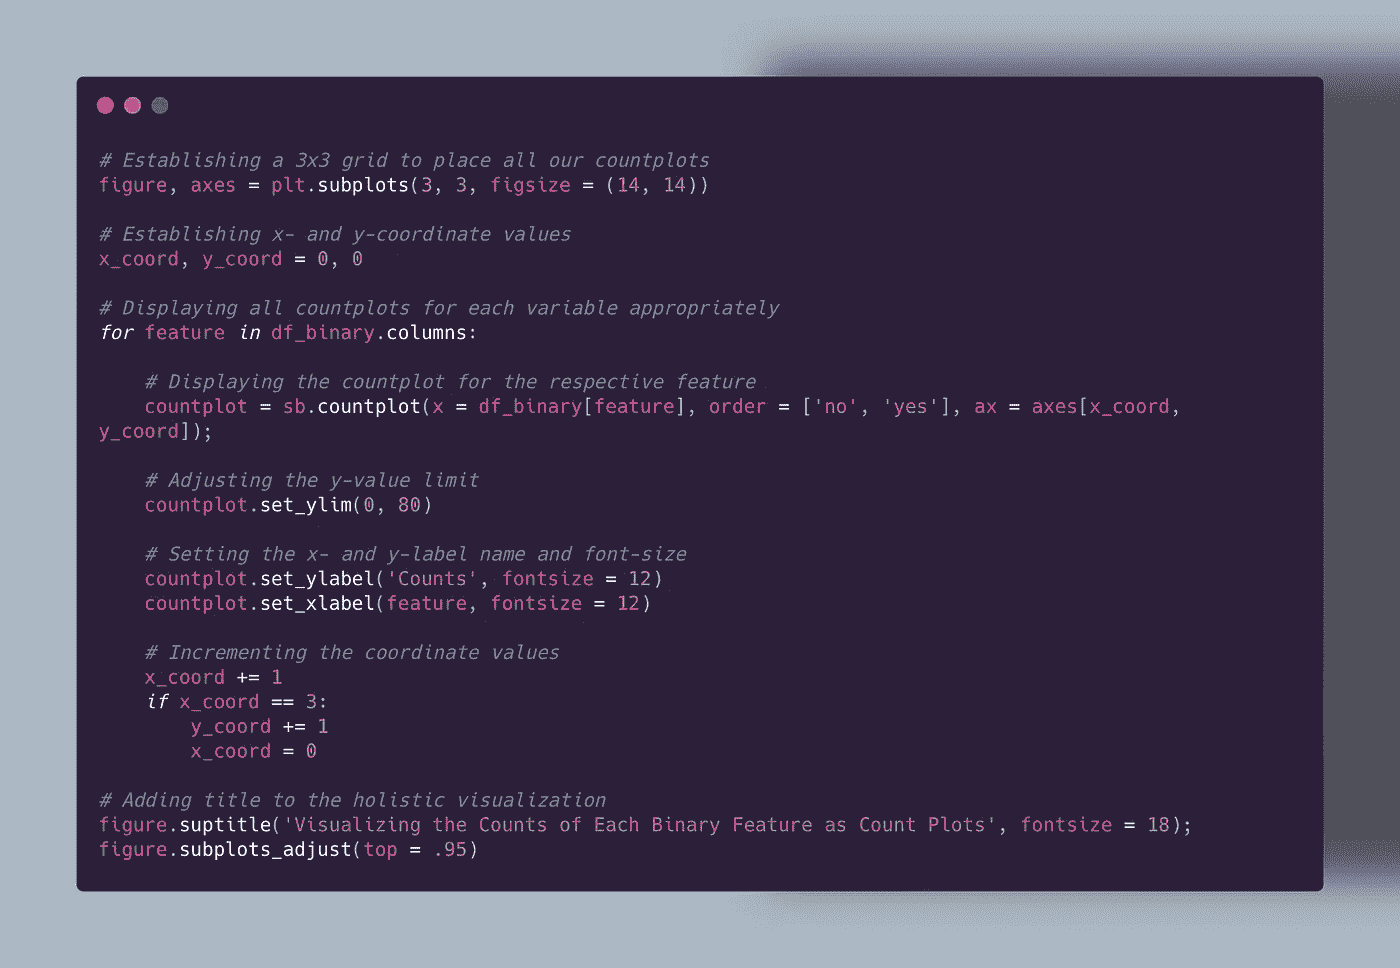 # Establishing a 3x3 grid to place all our countplots
figure, axes = plt.subplots(3, 3, figsize = (14, 14))
# Establishing x- and y-coordinate values
x_coord, y_coord = 0, 0
# Displaying all countplots for each variable appropriately
for feature in df_binary.columns:
# Displaying the countplot for the respective feature
countplot = sb.countplot(x = df_binary[feature], order = ['no', 'yes'], ax = axes[x_coord,
y_coord]);
# Adjusting the y-value limit
countplot.set_ylim(0, 80)
# Setting the x- and y-label name and font-size
countplot.set_ylabel('Counts', fontsize = 12)
countplot.set_xlabel(feature, fontsize = 12)
# Incrementing the coordinate values
x_coord += 1
if x_coord == 3:
y_coord += 1
x_coord = 0
# Adding title to the holistic visualization
figure.suptitle('Visualizing the Counts of Each Binary Feature as Count Plots', fontsize = 18);
figure.subplots_adjust(top = .95)